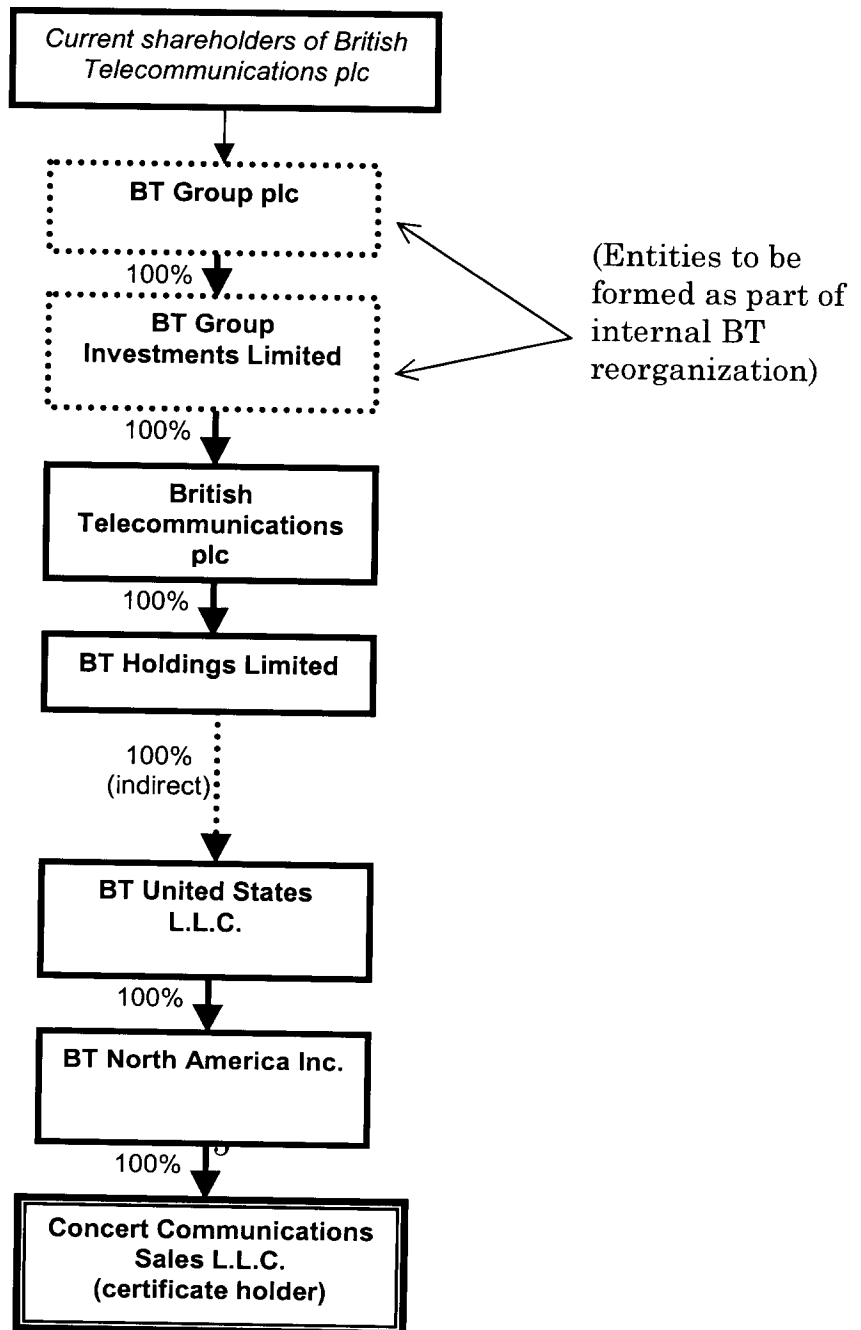 Current shareholders of British
Telecommunications plc
BT Group plc
100%
BT Group
Investments Limited
(Entities to be
formed as part of
internal BT
reorganization)
100%
British
Telecommunications
plc
100%
BT Holdings Limited
100%
(indirect)
BT United States
L.L.C.
100%
BT North America Inc.
100%
Concert Communications
Sales L.L.C.
(certificate holder)